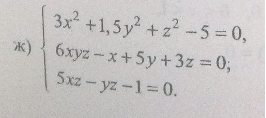 ж) 3x² +1,5y² + z² − 5 = 0,
6xyz − x + 5y + 3z = 0;
5xz − yz − 1 = 0.